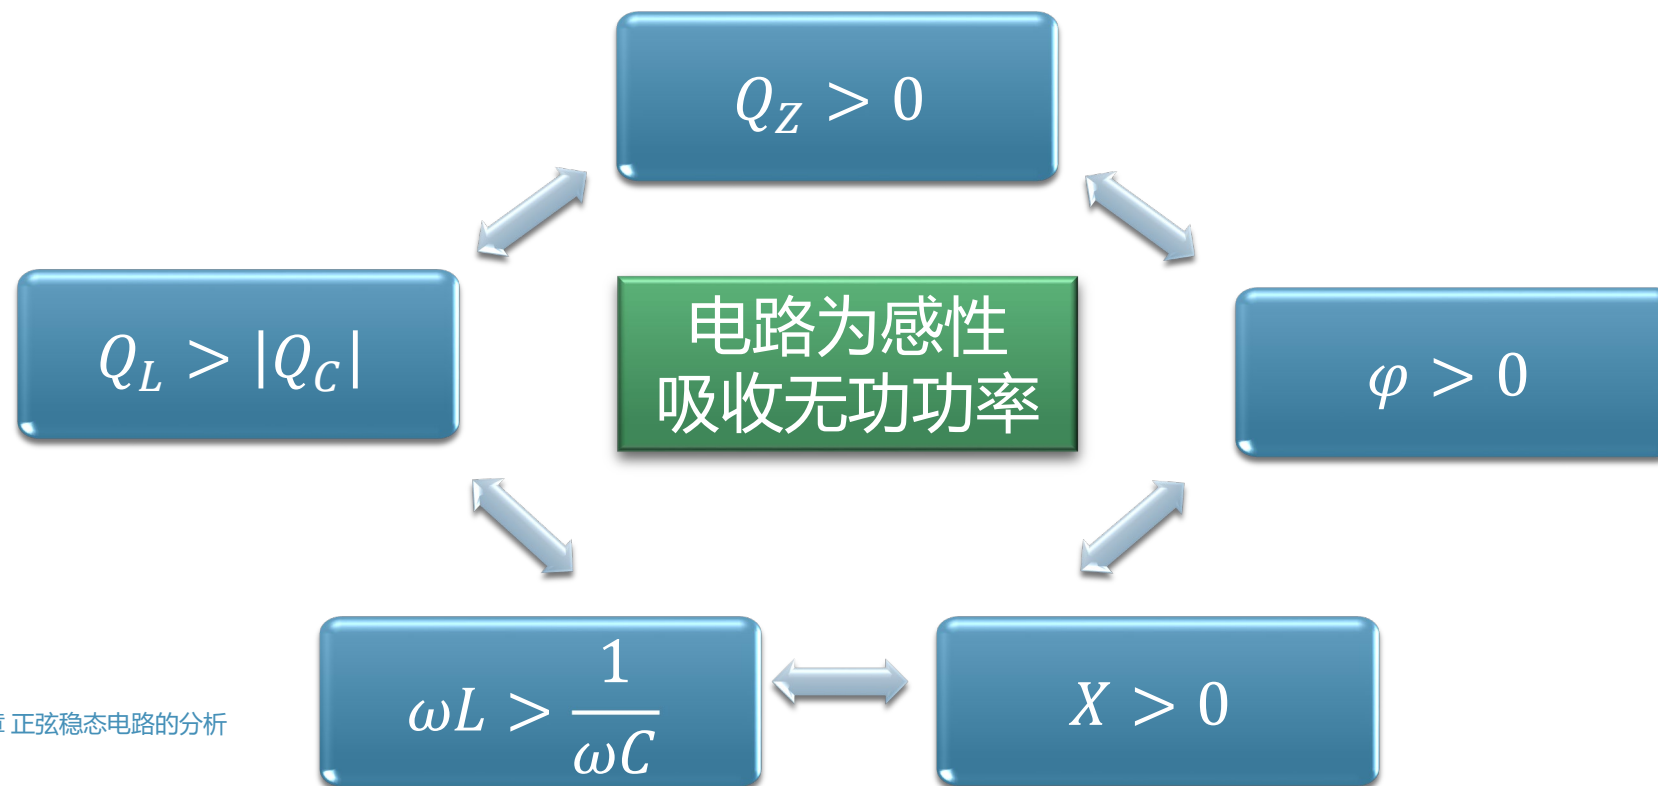 Q_Z > 0
Q_L > |Q_C|
电路为感性
吸收无功功率
φ > 0
ωL > \frac{1}{ωC}
X > 0
正弦稳态电路的分析